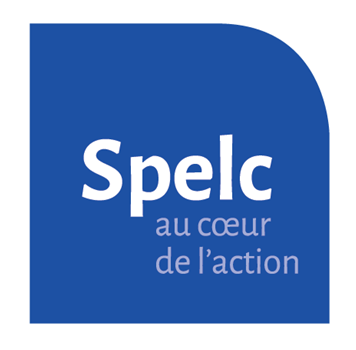 Spelc
au cœur
de l’action